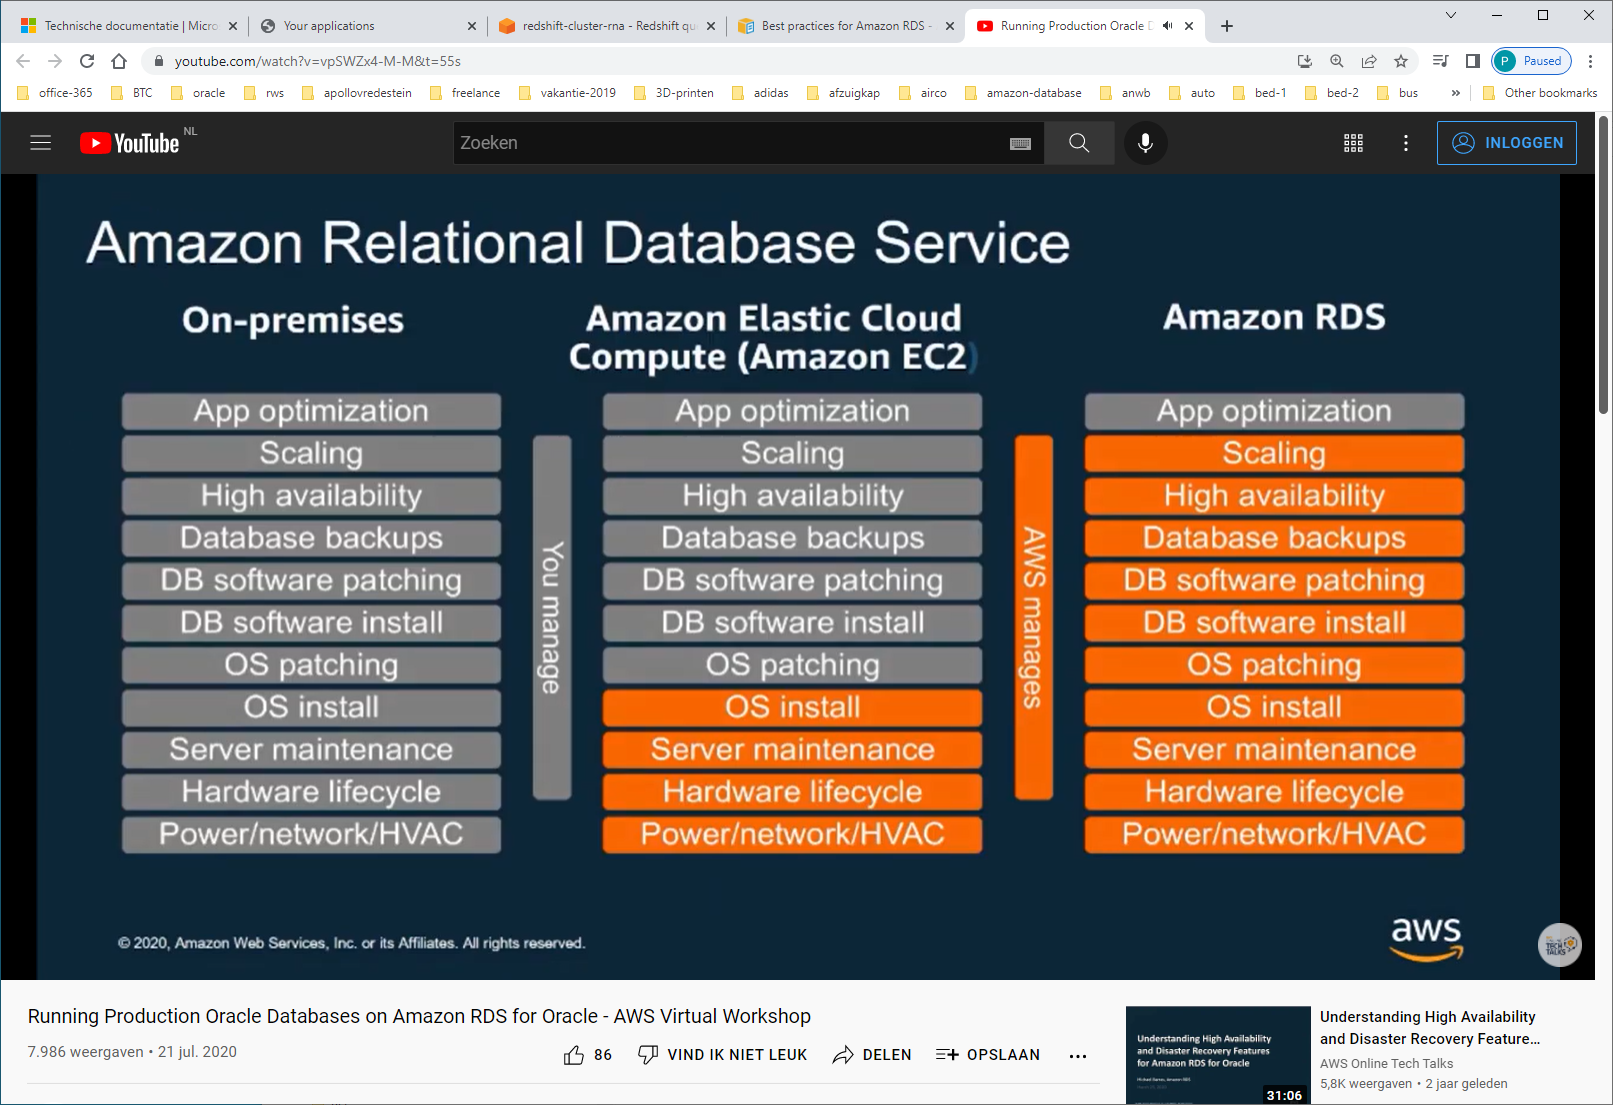 Technische documentatie | Micro
Your applications
redshift-cluster-rna - Redshift qu
Best practices for Amazon RDS -
Running Production Oracle D
youtube.com/watch?v=vpSWZx4-M-M&t=55s
P Paused
office-365 BTC oracle rws apollovredestein freelance vakantie-2019 3D-printen adidas afzuigkap airco amazon-database anwb auto bed-1 bed-2 bus » Other bookmarks
YouTube NL
Zoeken
INLOGGEN
Amazon Relational Database Service
On-premises
App optimization
Scaling
High availability
Database backups
DB software patching
DB software install
OS patching
OS install
Server maintenance
Hardware lifecycle
Power/network/HVAC
You manage
Amazon Elastic Cloud
Compute (Amazon EC2)
App optimization
Scaling
High availability
Database backups
DB software patching
DB software install
OS patching
OS install
Server maintenance
Hardware lifecycle
Power/network/HVAC
AWS manages
Amazon RDS
App optimization
Scaling
High availability
Database backups
DB software patching
DB software install
OS patching
OS install
Server maintenance
Hardware lifecycle
Power/network/HVAC
© 2020, Amazon Web Services, Inc. or its Affiliates. All rights reserved.
aws
TECH
TALKS
Running Production Oracle Databases on Amazon RDS for Oracle - AWS Virtual Workshop
7.986 weergaven • 21 jul. 2020
86
VIND IK NIET LEUK
DELEN
OPSLAAN
Understanding High Availability
and Disaster Recovery Features
for Amazon RDS for Oracle
31:06
Understanding High Availability
and Disaster Recovery Feature...
AWS Online Tech Talks
5,8K weergaven • 2 jaar geleden